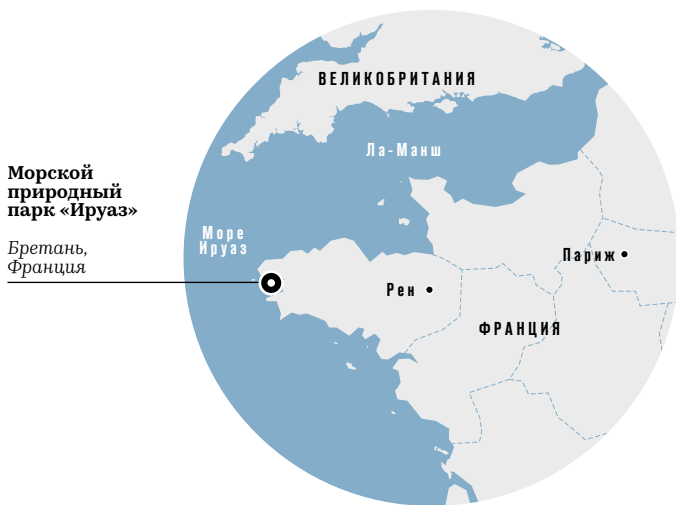 ВЕЛИКОБРИТАНИЯ
Ла-Манш
Морской
природный
парк «Ируаз»
Бретань,
Франция
Море
Ируаз
Париж
Рен
ФРАНЦИЯ